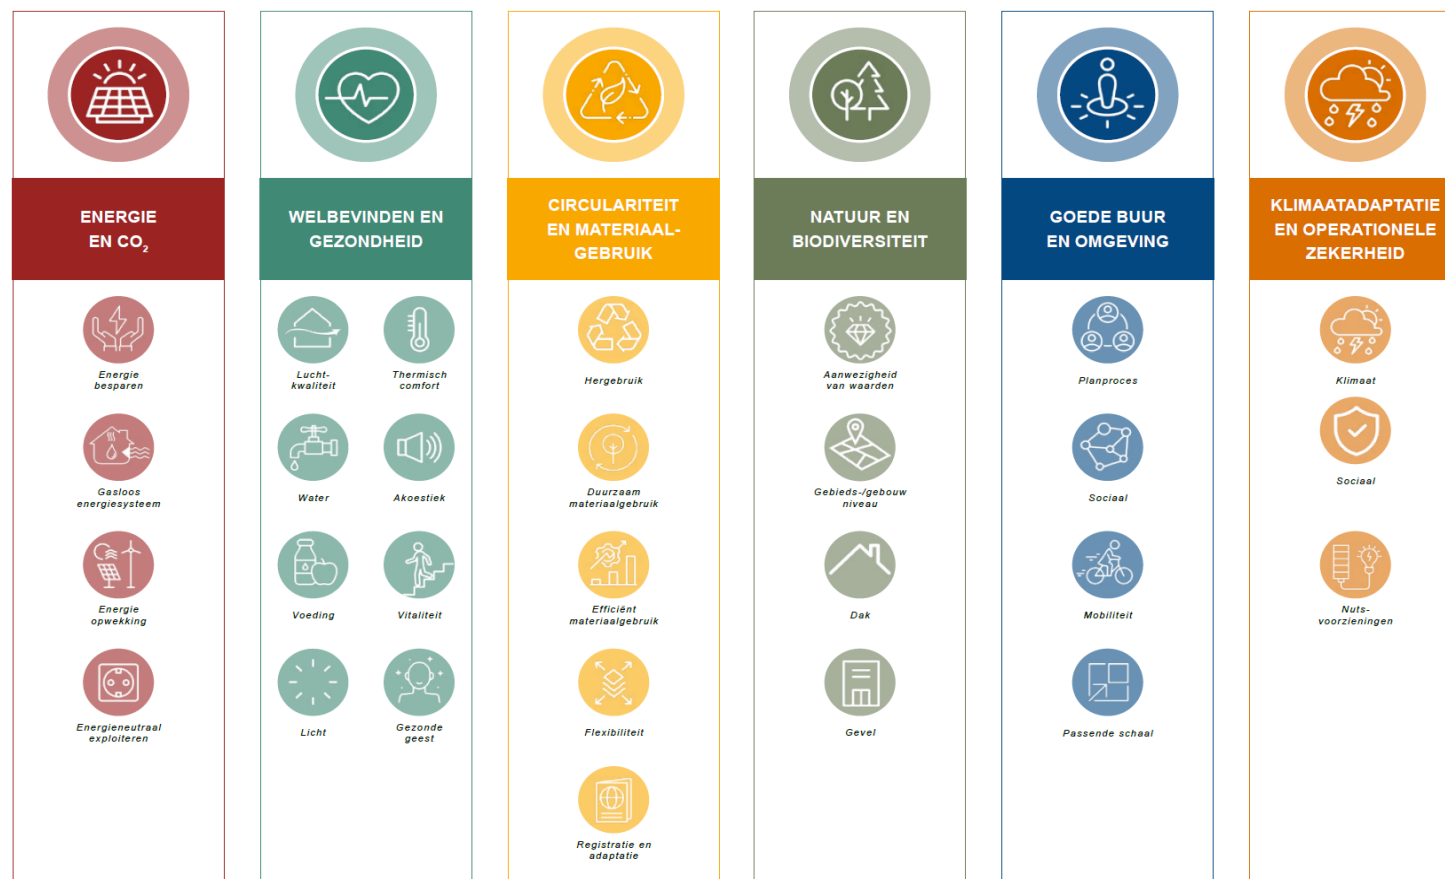 ENERGIE
EN CO₂
Energie
besparen
Gasloos
energiesysteem
Energie
opwekking
Energieneutraal
exploiteren
WELBEVINDEN EN
GEZONDHEID
Lucht-
kwaliteit
Thermisch
comfort
Water
Akoestiek
Voeding
Vitaliteit
Licht
Gezonde
geest
CIRCULARITEIT
EN MATERIAAL-
GEBRUIK
Hergebruik
Duurzaam
materiaalgebruik
Efficiënt
materiaalgebruik
Flexibiliteit
Registratie en
adaptatie
NATUUR EN
BIODIVERSITEIT
Aanwezigheid
van waarden
Gebieds-/gebouw
niveau
Dak
Gevel
GOEDE BUUR
EN OMGEVING
Planproces
Sociaal
Mobiliteit
Passende schaal
KLIMAATADAPTATIE
EN OPERATIONELE
ZEKERHEID
Klimaat
Sociaal
Nuts-
voorzieningen